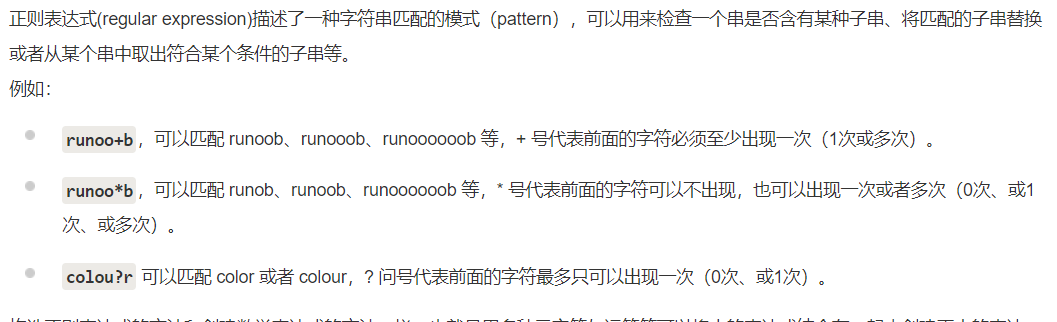 正则表达式(regular expression)描述了一种字符串匹配的模式（pattern），可以用来检查一个串是否含有某种子串、将匹配的子串替换
或者从某个串中取出符合某个条件的子串等。
例如：
runoo+b，可以匹配 runoob、runooob、runoooooob 等，+ 号代表前面的字符必须至少出现一次（1次或多次）。
runoo*b，可以匹配 runob、runoob、runoooooob 等，* 号代表前面的字符可以不出现，也可以出现一次或者多次（0次、或1
次、或多次）。
colou?r 可以匹配 color 或者 colour，? 问号代表前面的字符最多只可以出现一次（0次、或1次）。